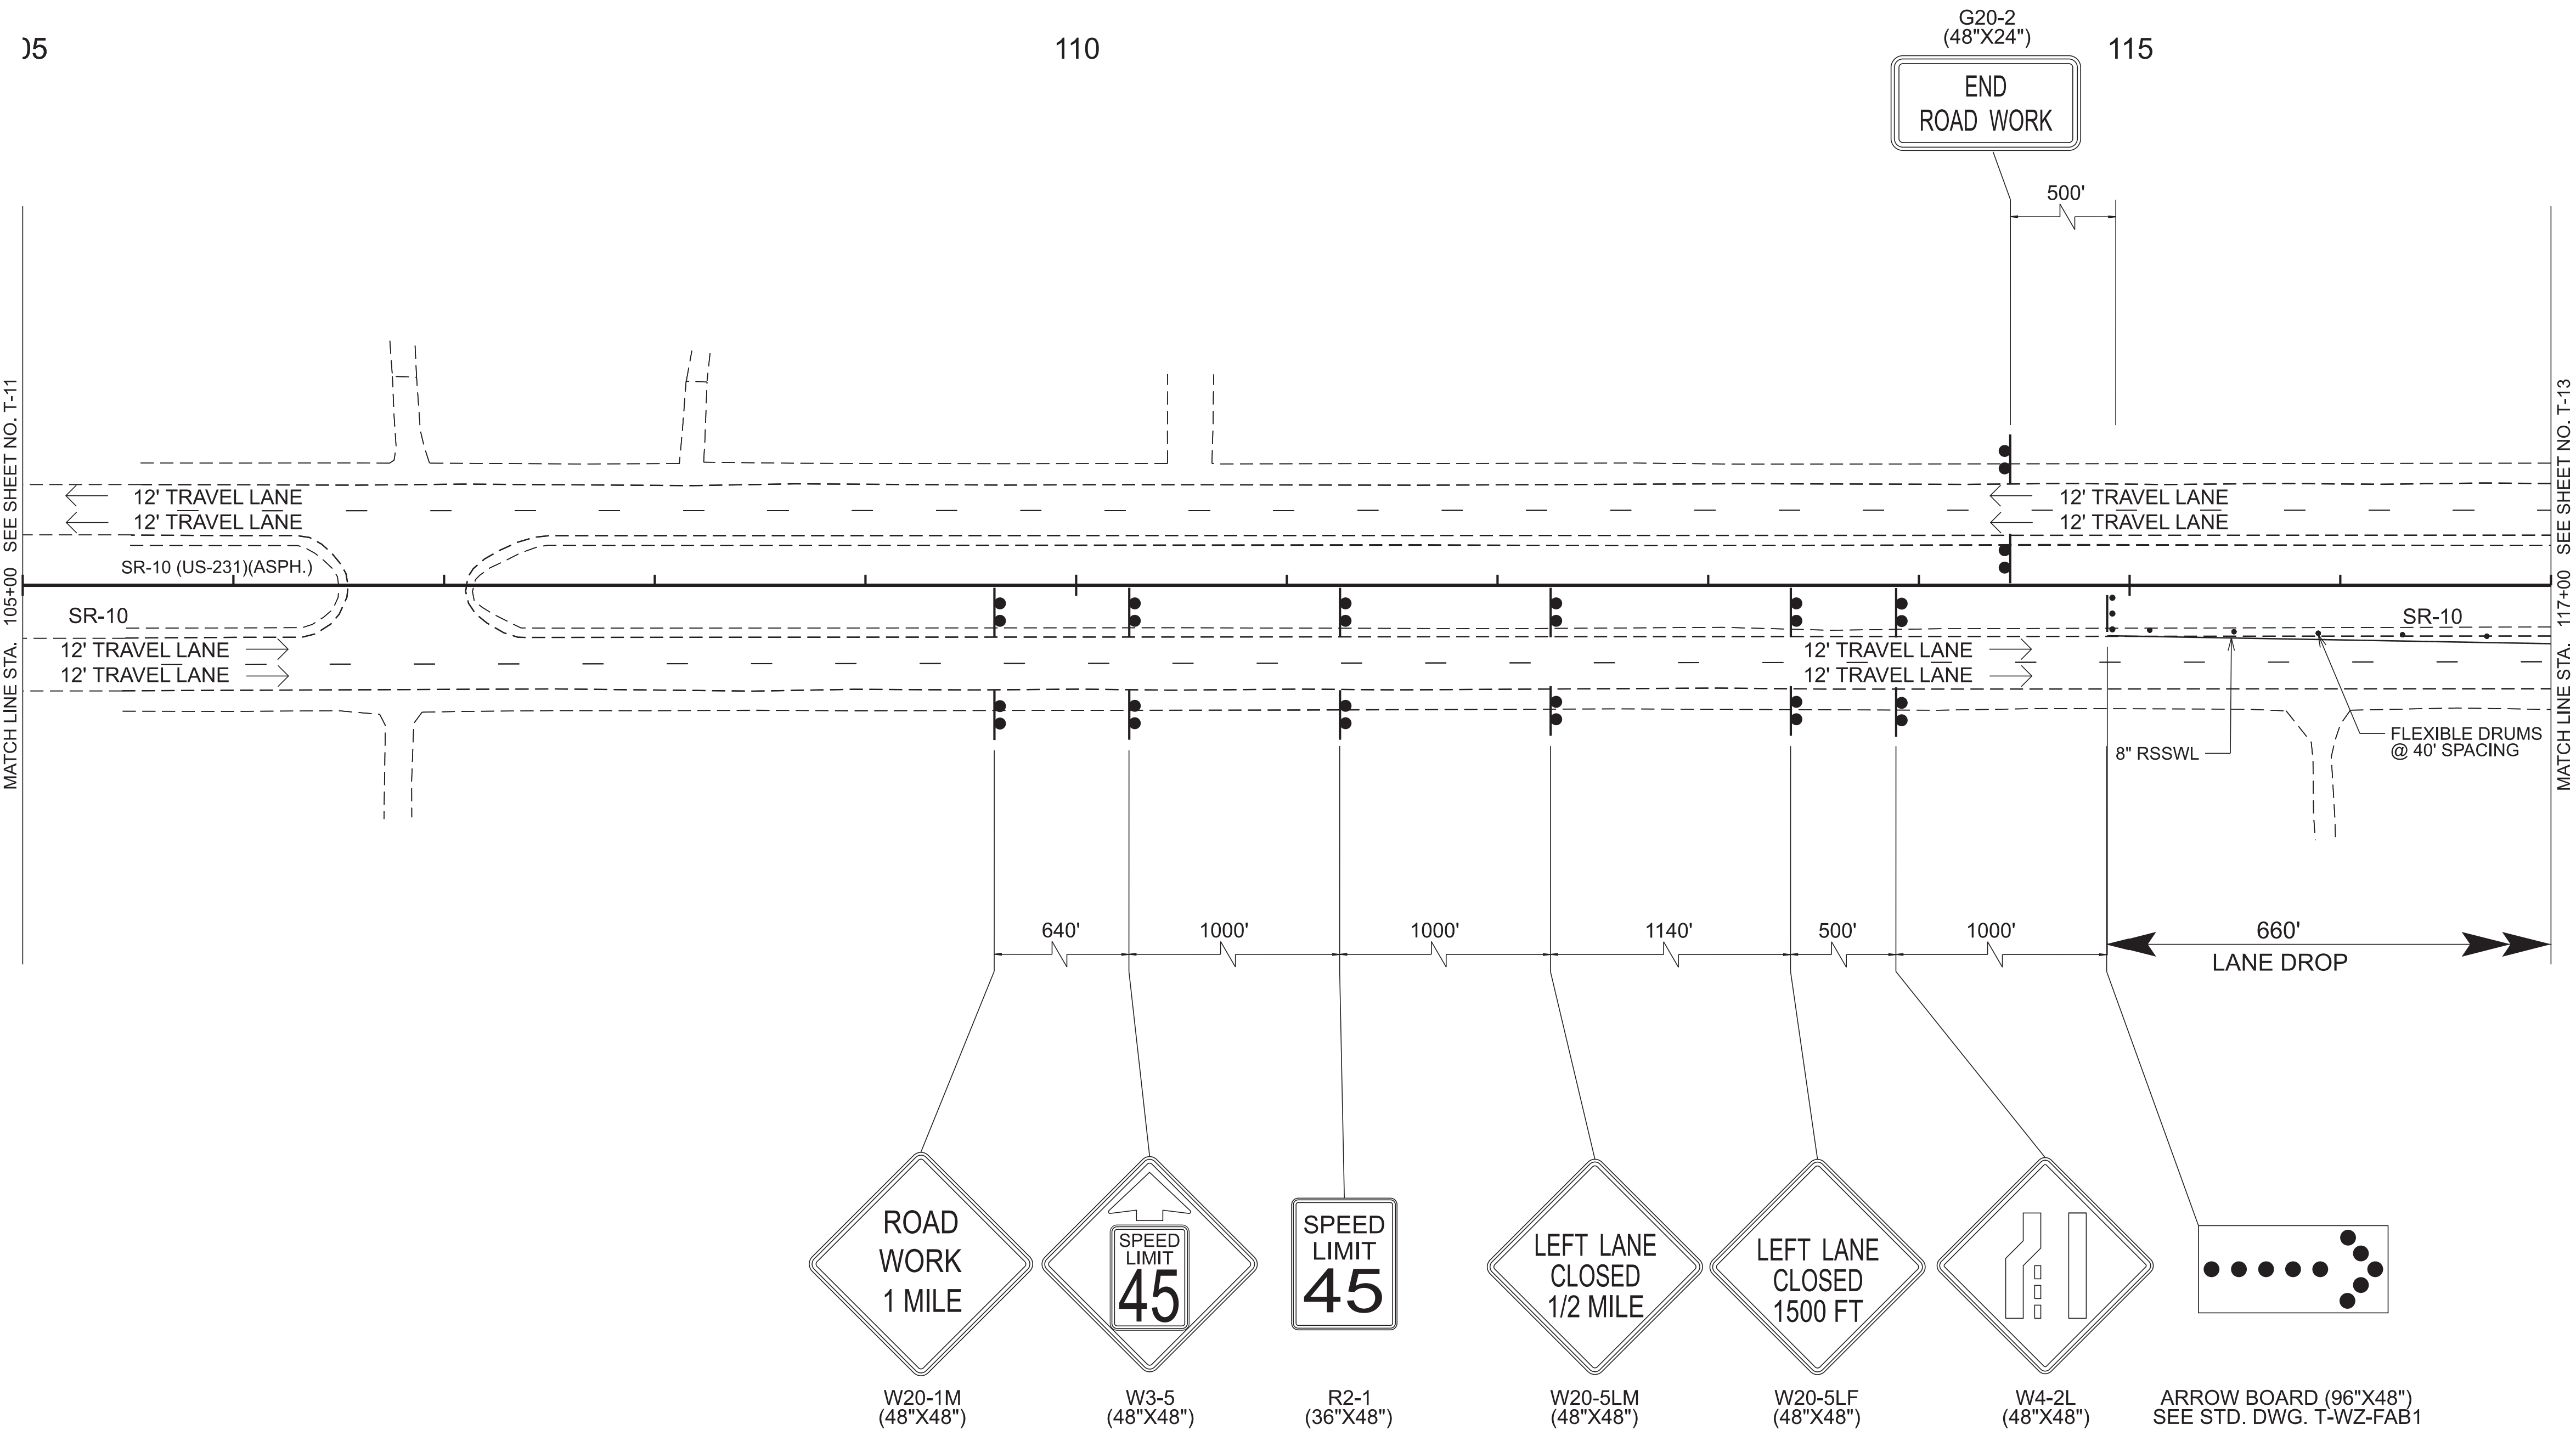 G20-2
(48"X24")
)5
110
115
END
ROAD WORK
500'
MATCH LINE STA. 105+00 SEE SHEET NO. T-11
MATCH LINE STA. 117+00 SEE SHEET NO. T-13
12' TRAVEL LANE
12' TRAVEL LANE
12' TRAVEL LANE
12' TRAVEL LANE
SR-10 (US-231)(ASPH.)
SR-10
SR-10
12' TRAVEL LANE
12' TRAVEL LANE
12' TRAVEL LANE
12' TRAVEL LANE
8" RSSWL
FLEXIBLE DRUMS
@ 40' SPACING
640'
1000'
1000'
1140'
500'
1000'
660'
LANE DROP
ROAD
WORK
1 MILE
SPEED
LIMIT
45
SPEED
LIMIT
45
LEFT LANE
CLOSED
1/2 MILE
LEFT LANE
CLOSED
1500 FT
W20-1M
(48"X48")
W3-5
(48"X48")
R2-1
(36"X48")
W20-5LM
(48"X48")
W20-5LF
(48"X48")
W4-2L
(48"X48")
ARROW BOARD (96"X48")
SEE STD. DWG. T-WZ-FAB1